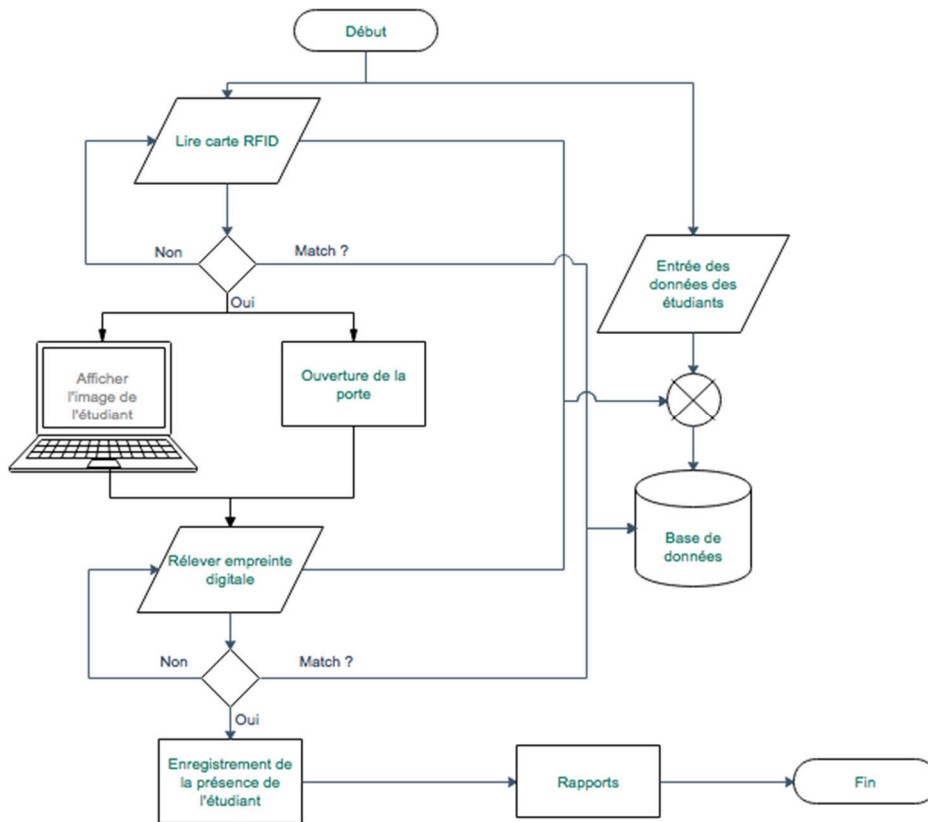 Début
Lire carte RFID
Non
Match ?
Entrée des
données des
étudiants
Oui
Afficher
l'image de
l'étudiant
Ouverture de la
porte
Rélever empreinte
digitale
Base de
données
Non
Match ?
Oui
Enregistrement de
la présence de
l'étudiant
Rapports
Fin